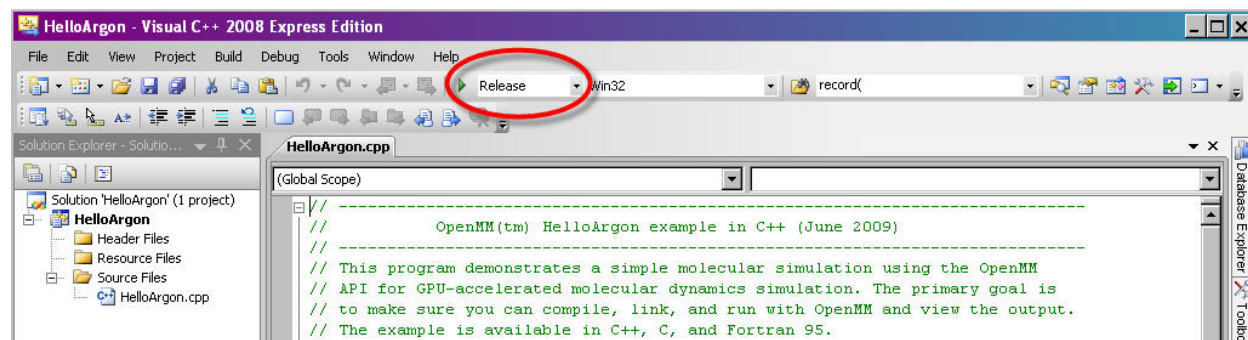 HelloArgon - Visual C++ 2008 Express Edition
File Edit View Project Build Debug Tools Window Help
Release Win32 record(
Solution Explorer - Solutio...
HelloArgon.cpp
(Global Scope)
Solution 'HelloArgon' (1 project)
HelloArgon
Header Files
Resource Files
Source Files
HelloArgon.cpp
// -----------------------------------------------------------------------------
// OpenMM(tm) HelloArgon example in C++ (June 2009)
// -----------------------------------------------------------------------------
// This program demonstrates a simple molecular simulation using the OpenMM
// API for GPU-accelerated molecular dynamics simulation. The primary goal is
// to make sure you can compile, link, and run with OpenMM and view the output.
// The example is available in C++, C, and Fortran 95.
Database Explorer